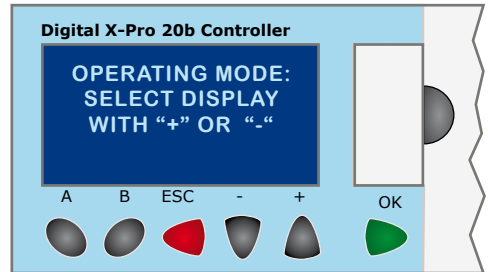 Digital X-Pro 20b Controller
OPERATING MODE:
SELECT DISPLAY
WITH “+” OR “-“
A B ESC - + OK